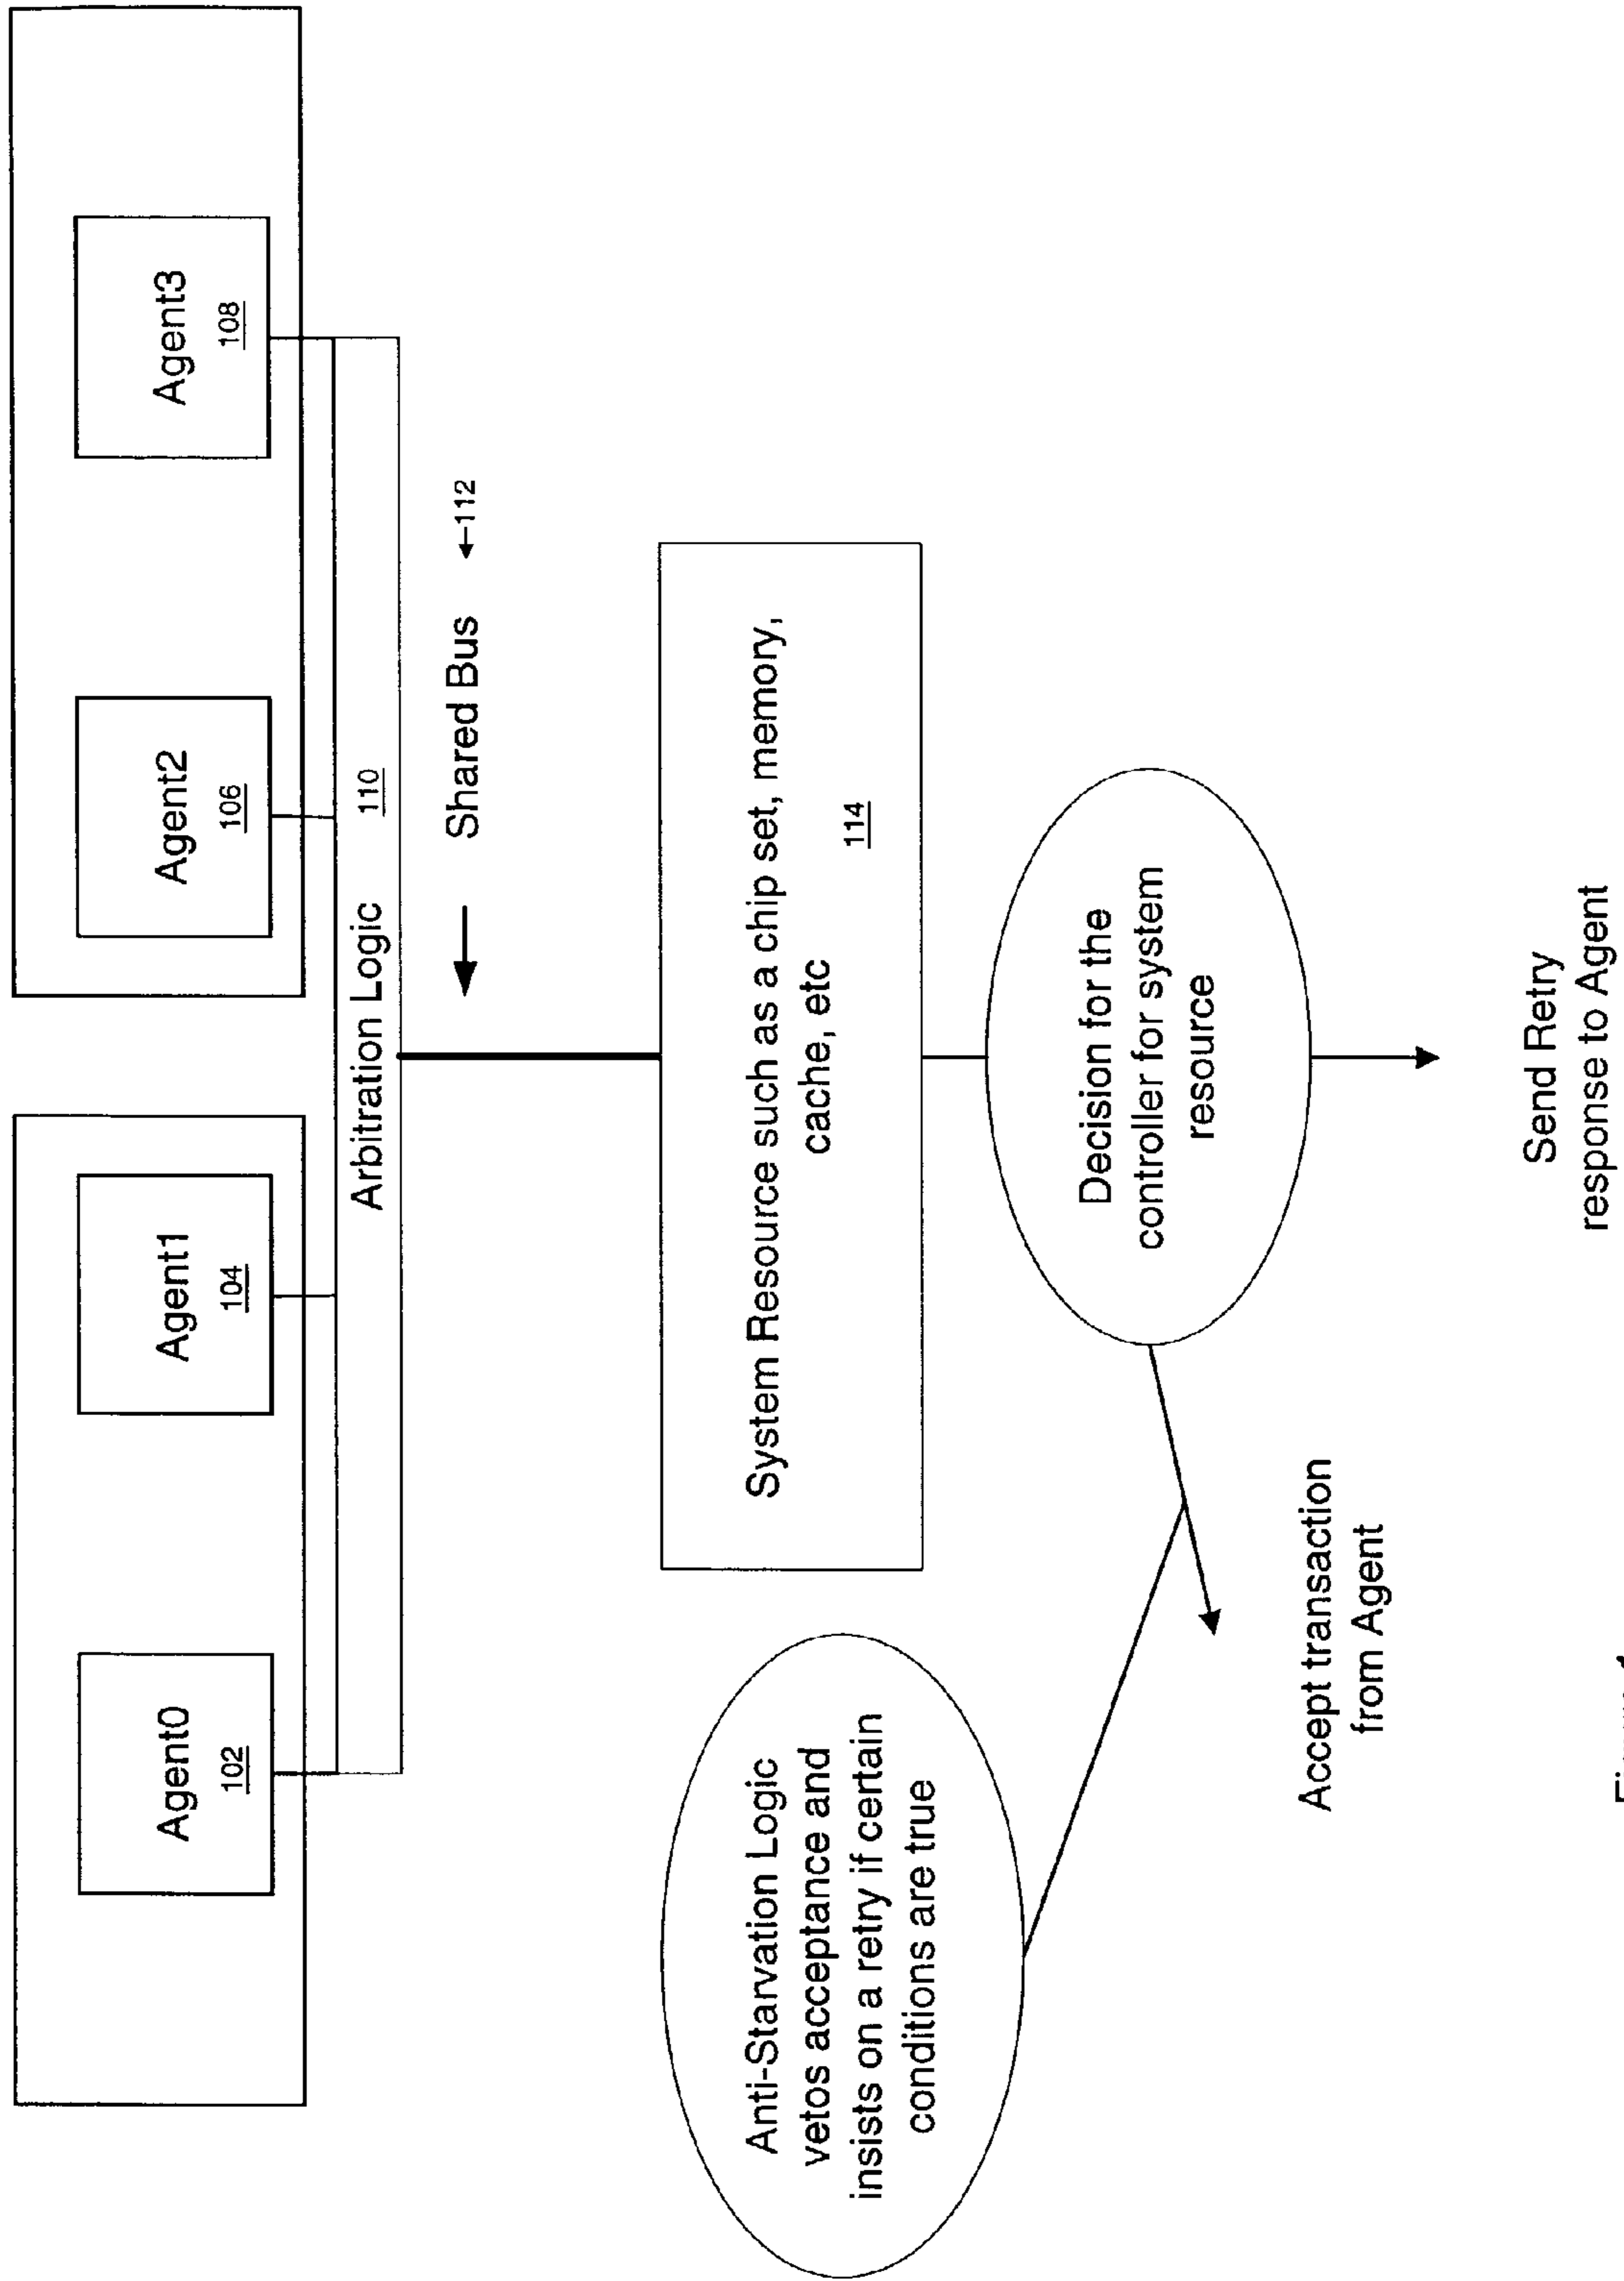 Agent0
102
Agent1
104
Agent2
106
Agent3
108
Arbitration Logic 110
Shared Bus ←112
System Resource such as a chip set, memory,
cache, etc 114
Anti-Starvation Logic
vetos acceptance and
insists on a retry if certain
conditions are true
Decision for the
controller for system
resource
Accept transaction
from Agent
Send Retry
response to Agent